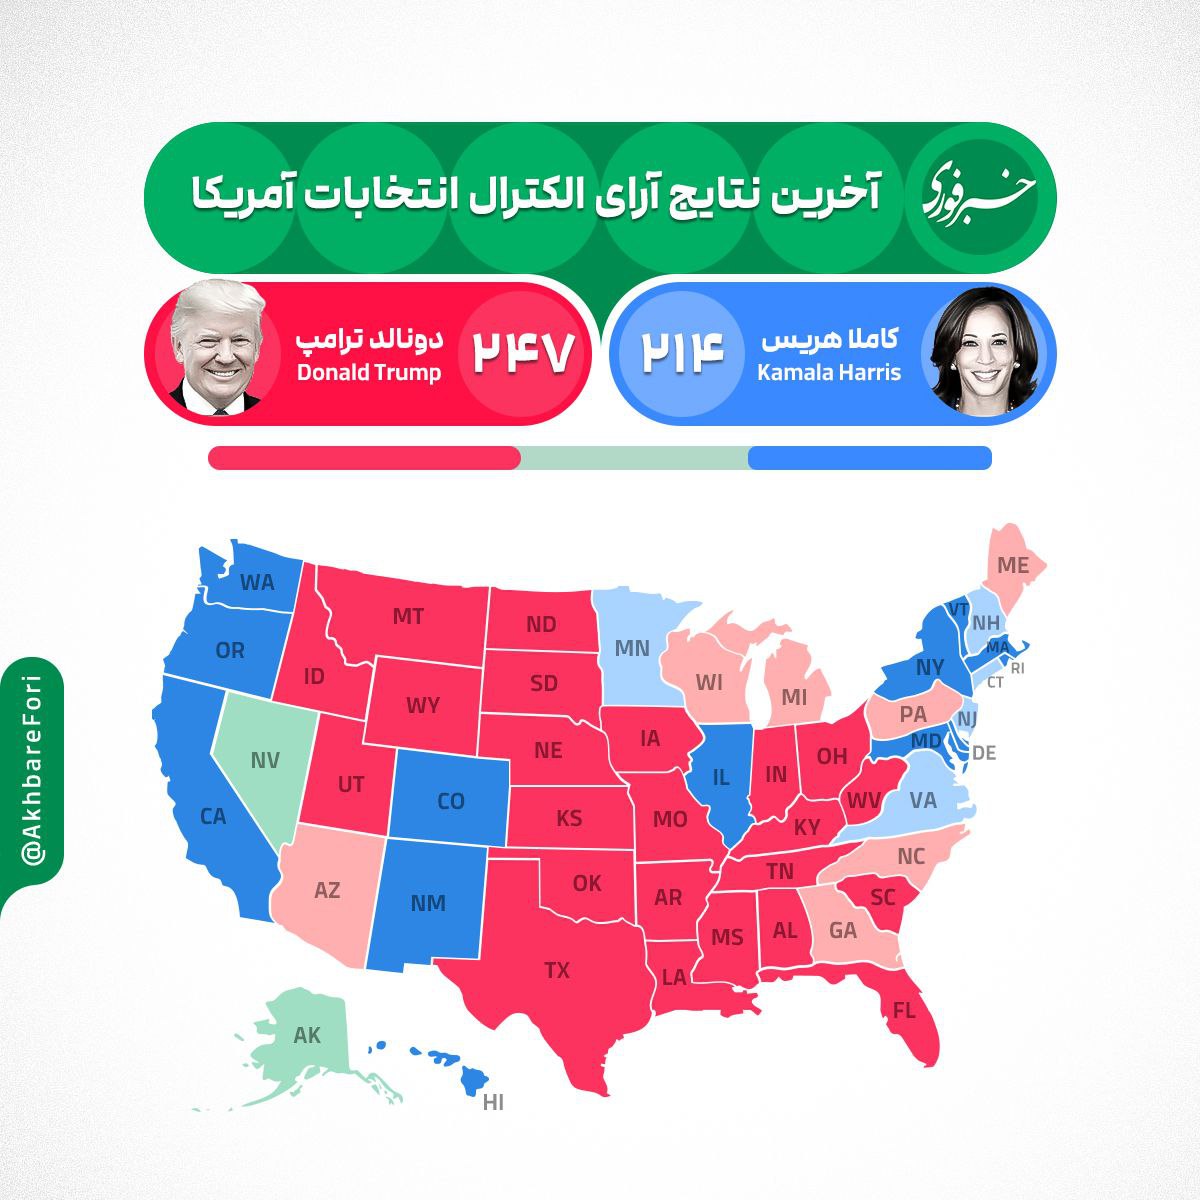 آخرین نتایج آرای الکترال انتخابات آمریکا
خبرفوری
کاملا هریس
Kamala Harris
۲۱۴
دونالد ترامپ
Donald Trump
۲۴۷
@AkhbareFori
WA
OR
CA
NV
ID
MT
WY
UT
CO
AZ
NM
ND
SD
NE
KS
OK
TX
MN
IA
MO
AR
LA
WI
IL
MI
IN
OH
KY
TN
MS
AL
GA
FL
SC
NC
VA
WV
PA
NY
VT
NH
ME
MA
RI
CT
NJ
DE
MD
AK
HI